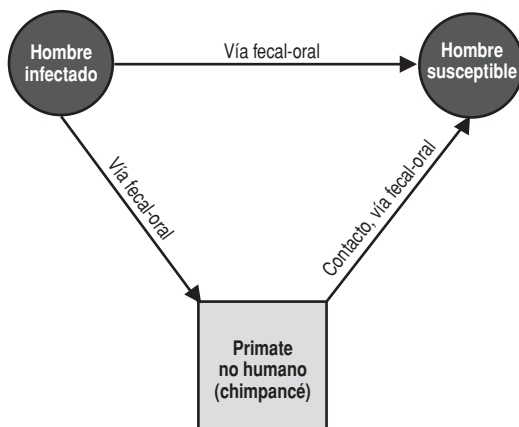 Hombre
infectado
Vía fecal-oral
Hombre
susceptible
Vía fecal-oral
Contacto, vía fecal-oral
Primate
no humano
(chimpancé)